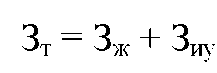 Зт = Зж + Зиу